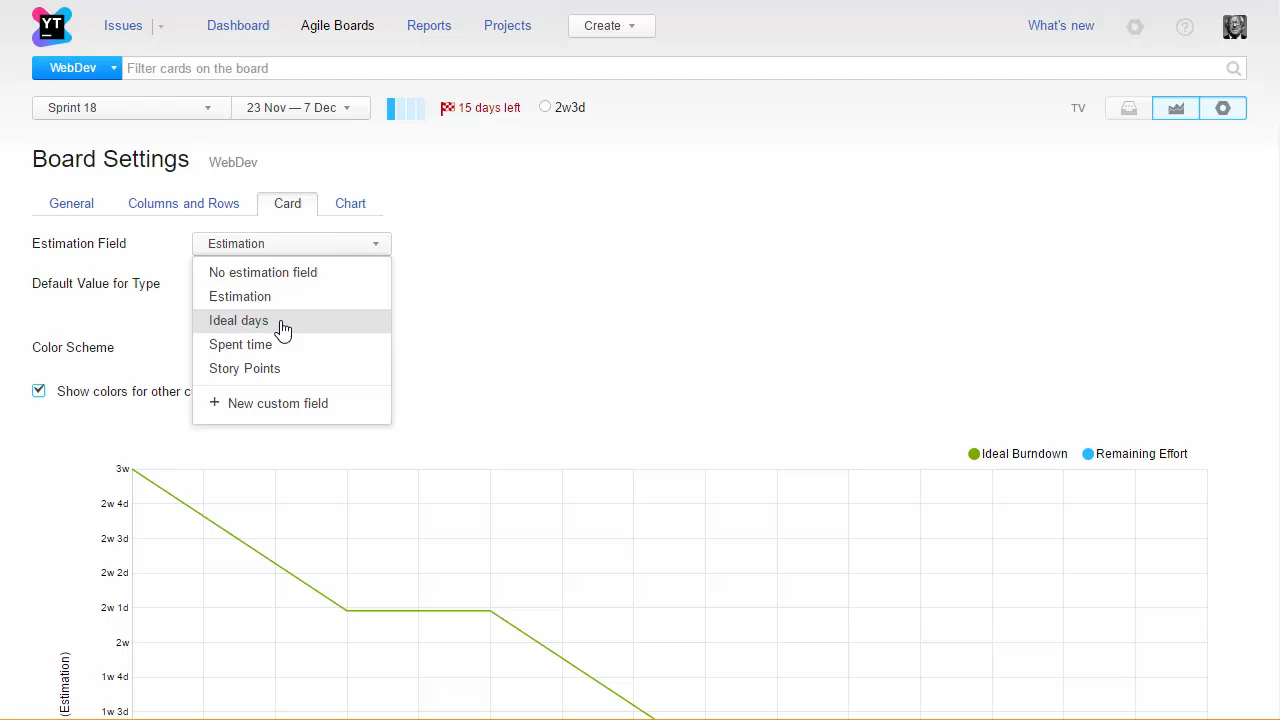 YT
Issues
Dashboard
Agile Boards
Reports
Projects
Create
What's new
WebDev
Filter cards on the board
Sprint 18
23 Nov — 7 Dec
15 days left
2w3d
TV
Board Settings
WebDev
General
Columns and Rows
Card
Chart
Estimation Field
Estimation
No estimation field
Default Value for Type
Estimation
Ideal days
Spent time
Color Scheme
Story Points
Show colors for other c
+ New custom field
Ideal Burndown
Remaining Effort
3w
2w 4d
2w 3d
2w 2d
2w 1d
2w
1w 4d
1w 3d
(Estimation)